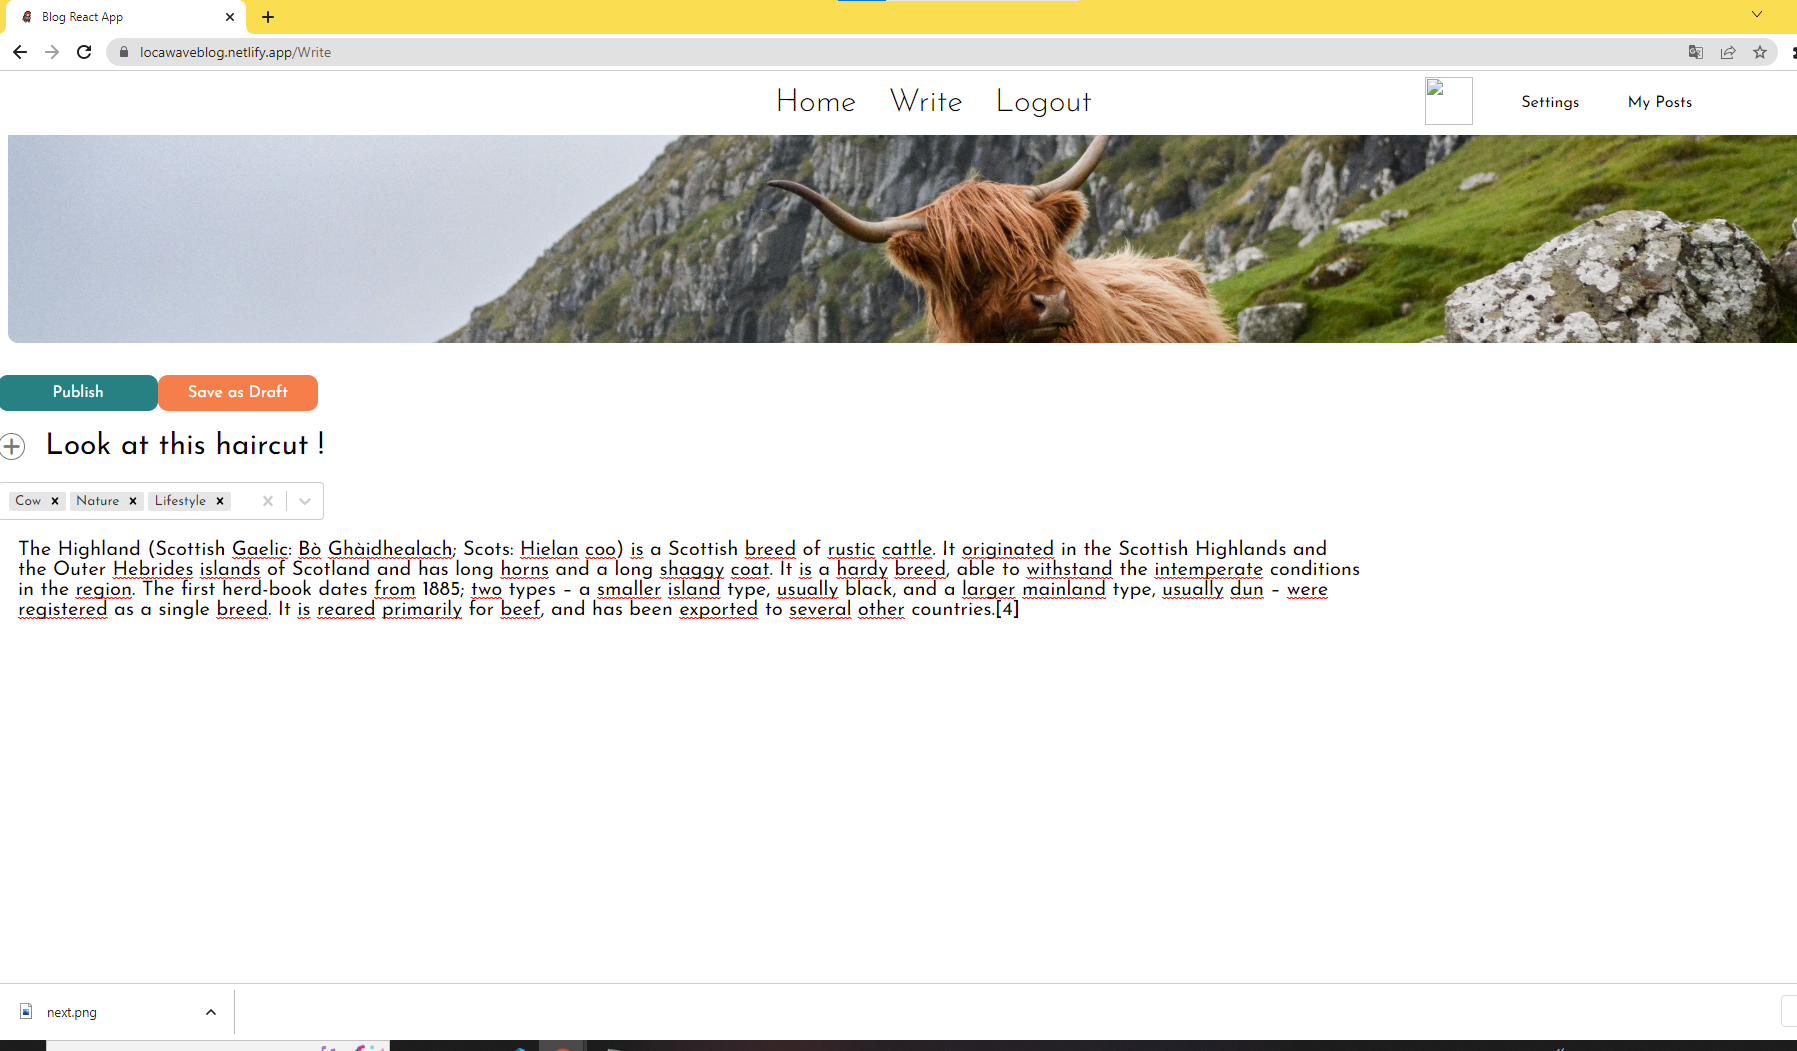 Blog React App
locawaveblog.netlify.app/Write
Home Write Logout
Settings My Posts
Publish Save as Draft
Look at this haircut !
Cow Nature Lifestyle
The Highland (Scottish Gaelic: Bò Ghàidhealach; Scots: Hielan coo) is a Scottish breed of rustic cattle. It originated in the Scottish Highlands and
the Outer Hebrides islands of Scotland and has long horns and a long shaggy coat. It is a hardy breed, able to withstand the intemperate conditions
in the region. The first herd-book dates from 1885; two types – a smaller island type, usually black, and a larger mainland type, usually dun – were
registered as a single breed. It is reared primarily for beef, and has been exported to several other countries.[4]
next.png